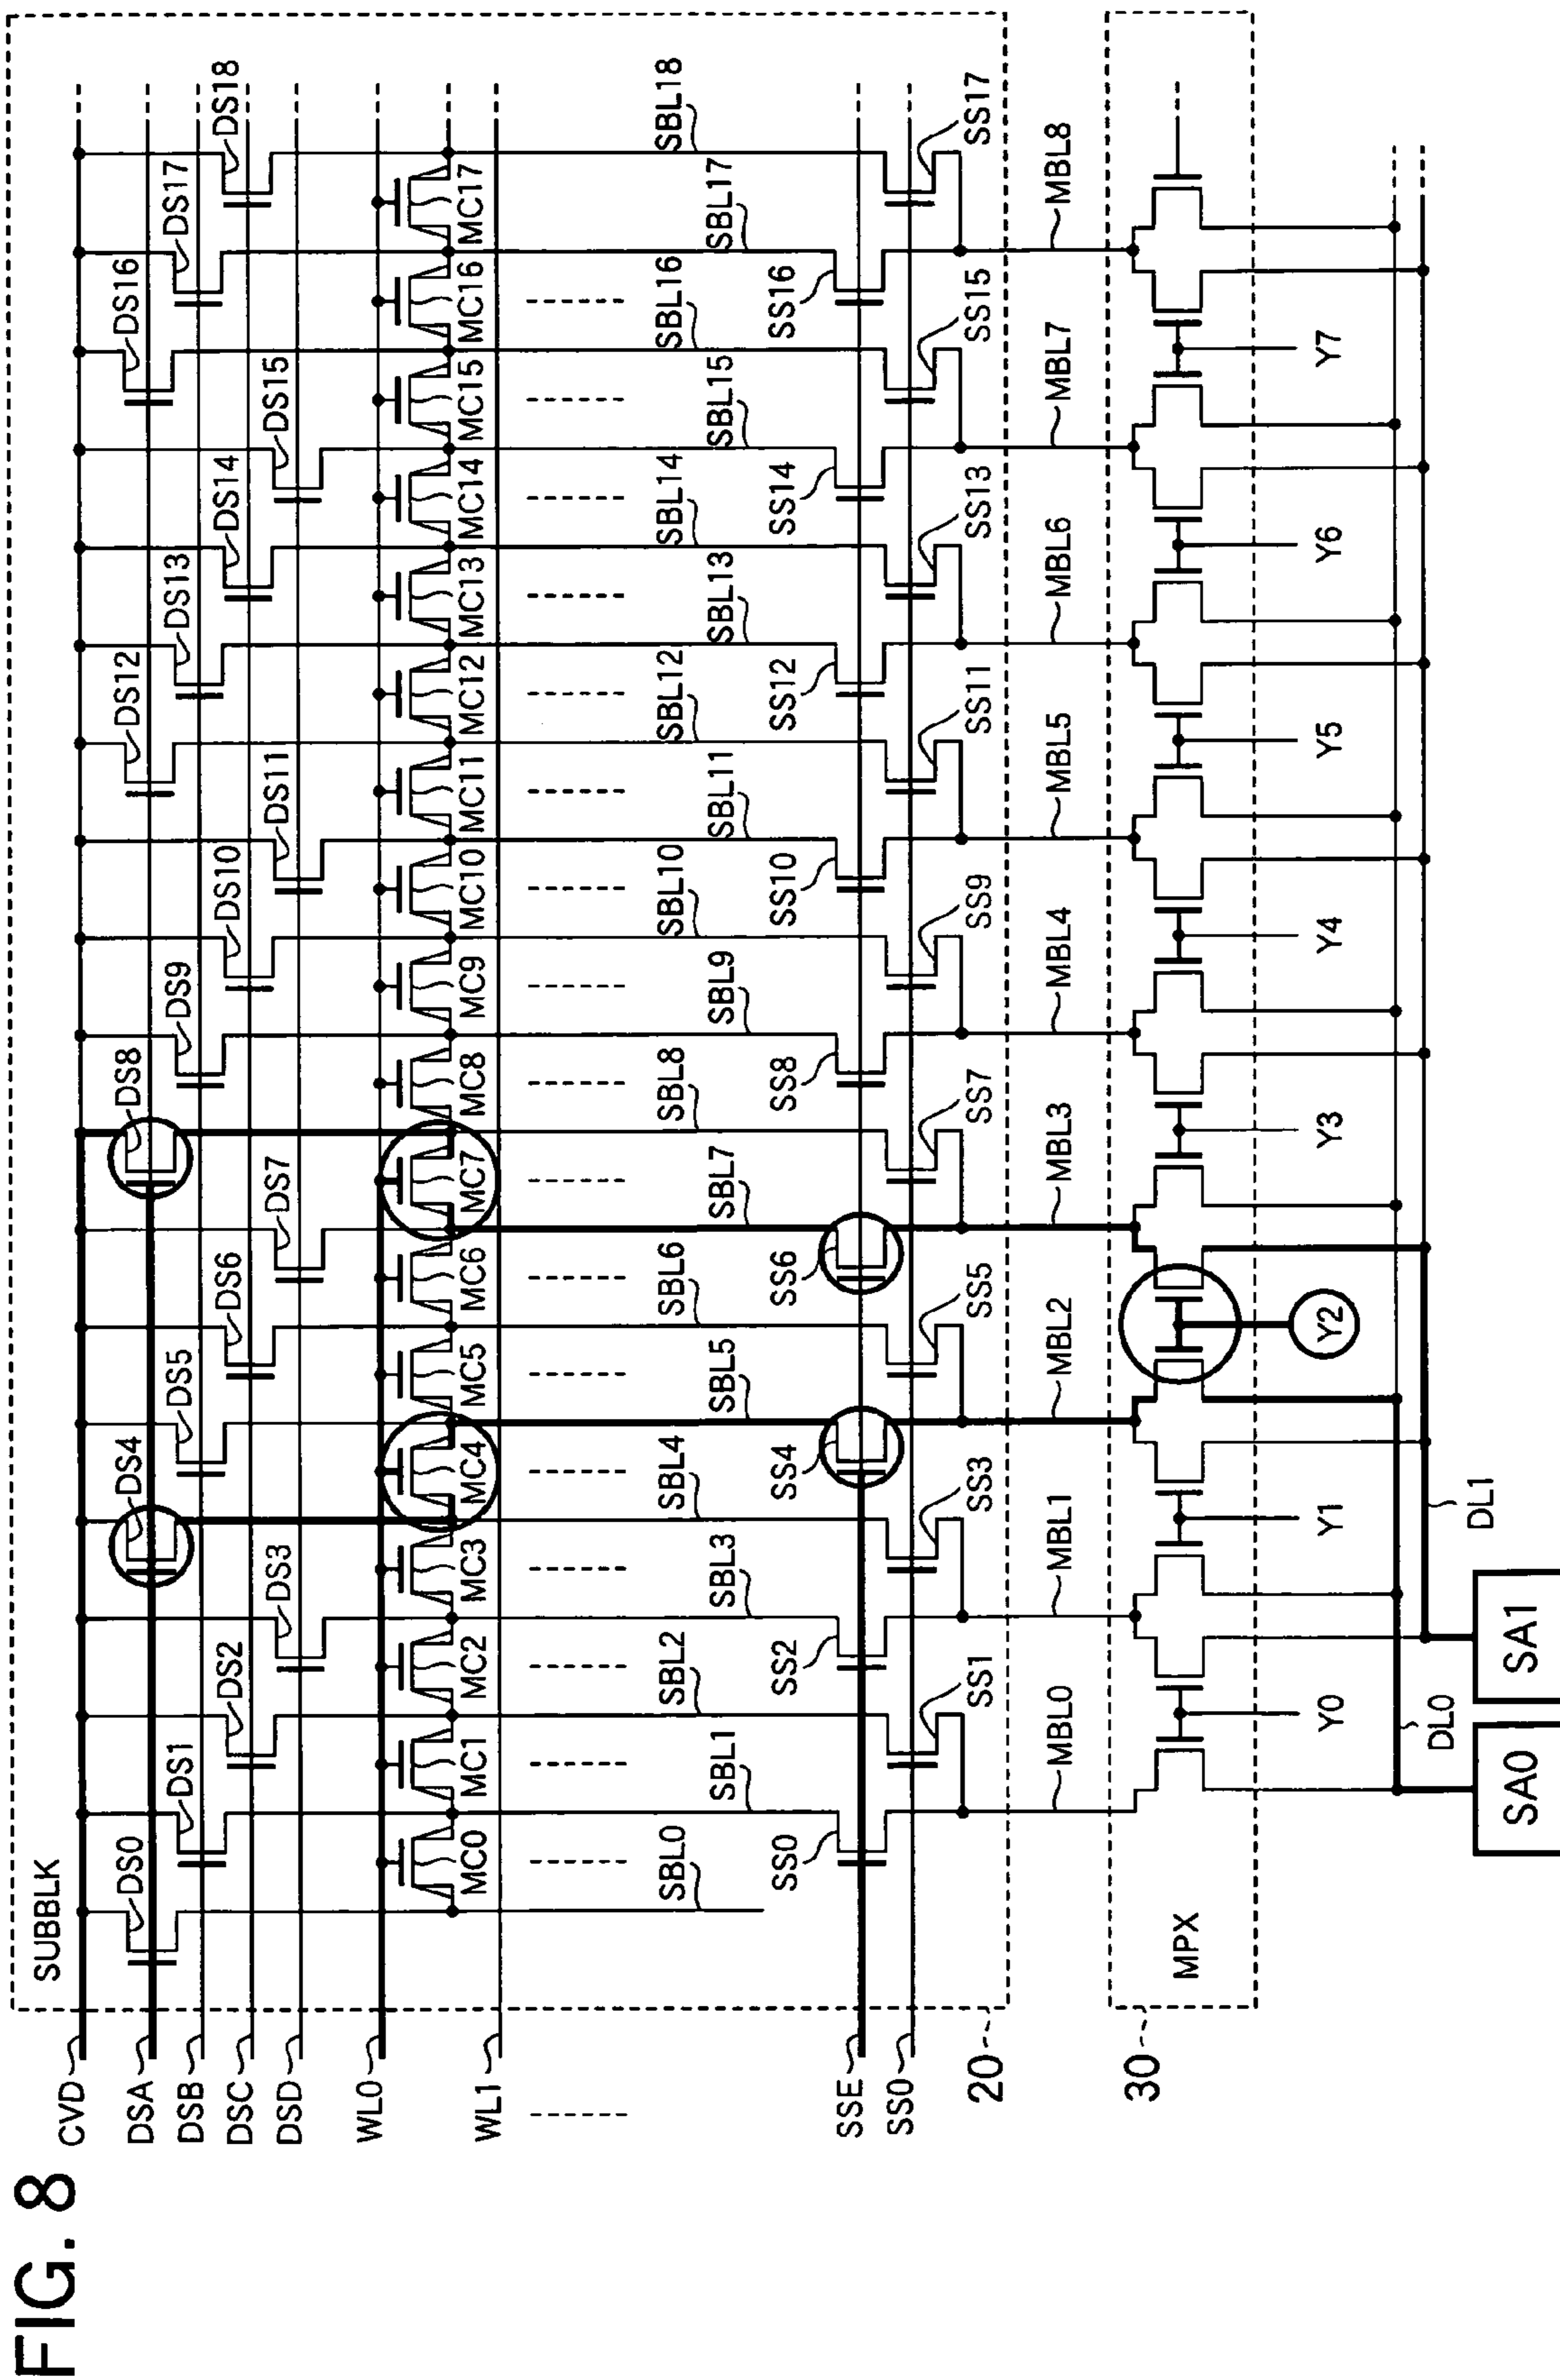 FIG. 8
SUBBLK
CVD
DSA
DSB
DSC
DSD
DS0
DS1
DS2
DS3
DS4
DS5
DS6
DS7
DS8
DS9
DS10
DS11
DS12
DS13
DS14
DS15
DS16
DS17
DS18
WL0
MC0
MC1
MC2
MC3
MC4
MC5
MC6
MC7
MC8
MC9
MC10
MC11
MC12
MC13
MC14
MC15
MC16
MC17
WL1
SBL0
SBL1
SBL2
SBL3
SBL4
SBL5
SBL6
SBL7
SBL8
SBL9
SBL10
SBL11
SBL12
SBL13
SBL14
SBL15
SBL16
SBL17
SBL18
SSE
SSO
SS0
SS1
SS2
SS3
SS4
SS5
SS6
SS7
SS8
SS9
SS10
SS11
SS12
SS13
SS14
SS15
SS16
SS17
20
MBL0
MBL1
MBL2
MBL3
MBL4
MBL5
MBL6
MBL7
MBL8
30
MPX
Y0
Y1
Y2
Y3
Y4
Y5
Y6
Y7
DL0
DL1
SA0
SA1